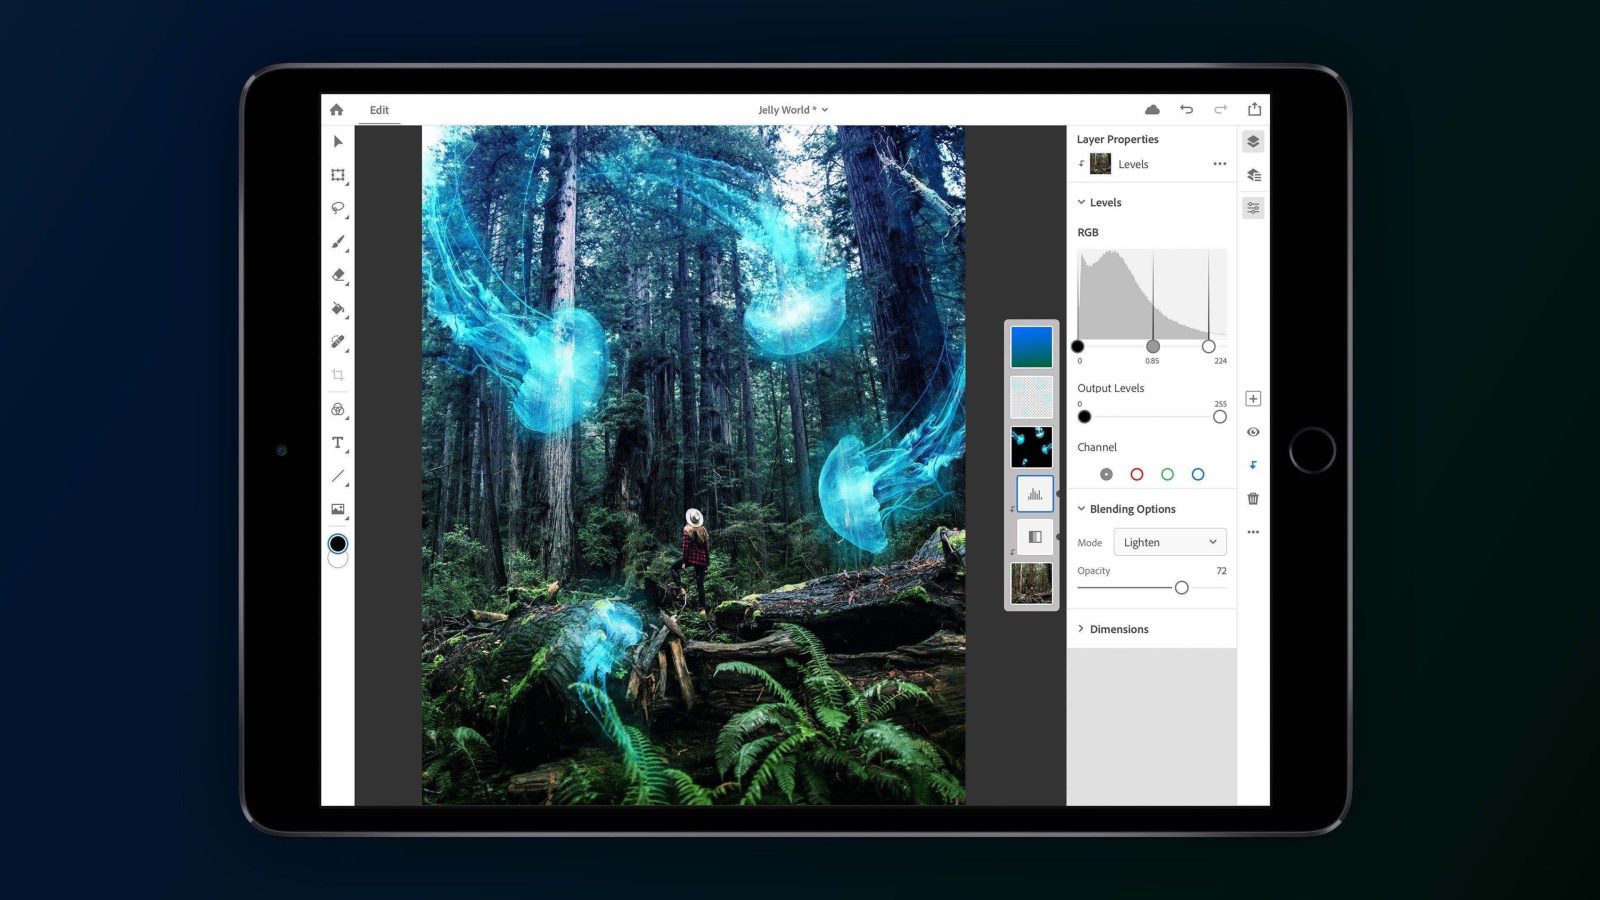 Edit
Jelly World *
Layer Properties
Levels
Levels
RGB
0 0.85 224
Output Levels
0 255
Channel
Blending Options
Mode Lighten
Opacity 72
Dimensions
T